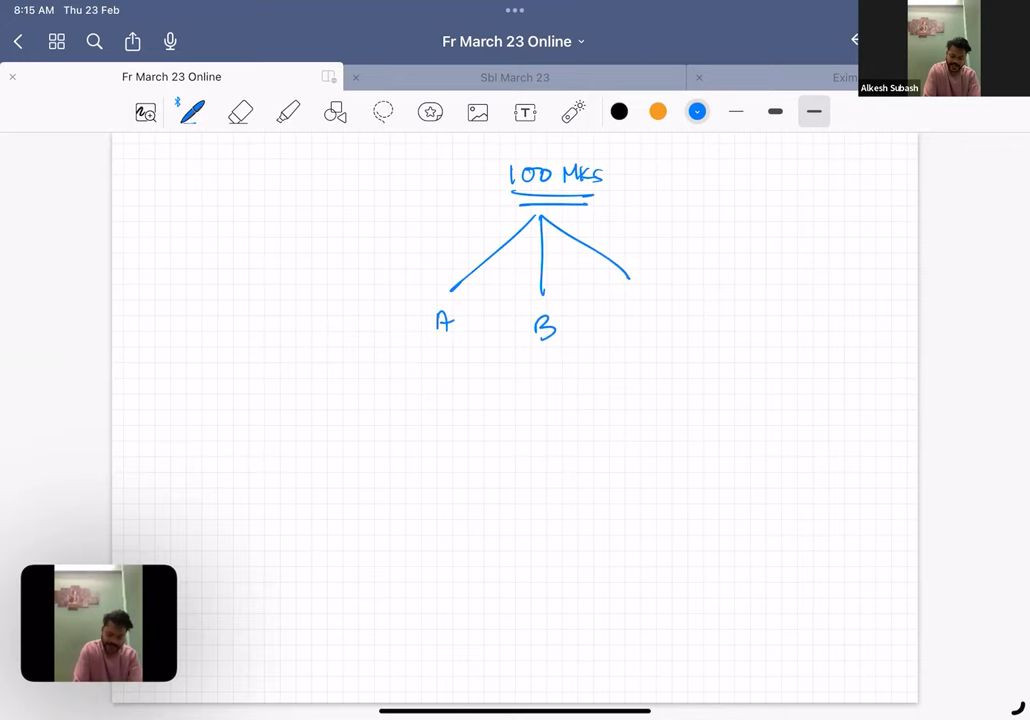 8:15 AM Thu 23 Feb
Fr March 23 Online
Fr March 23 Online
Sbl March 23
Exim
Alkesh Subash
T
100 Mks
A B